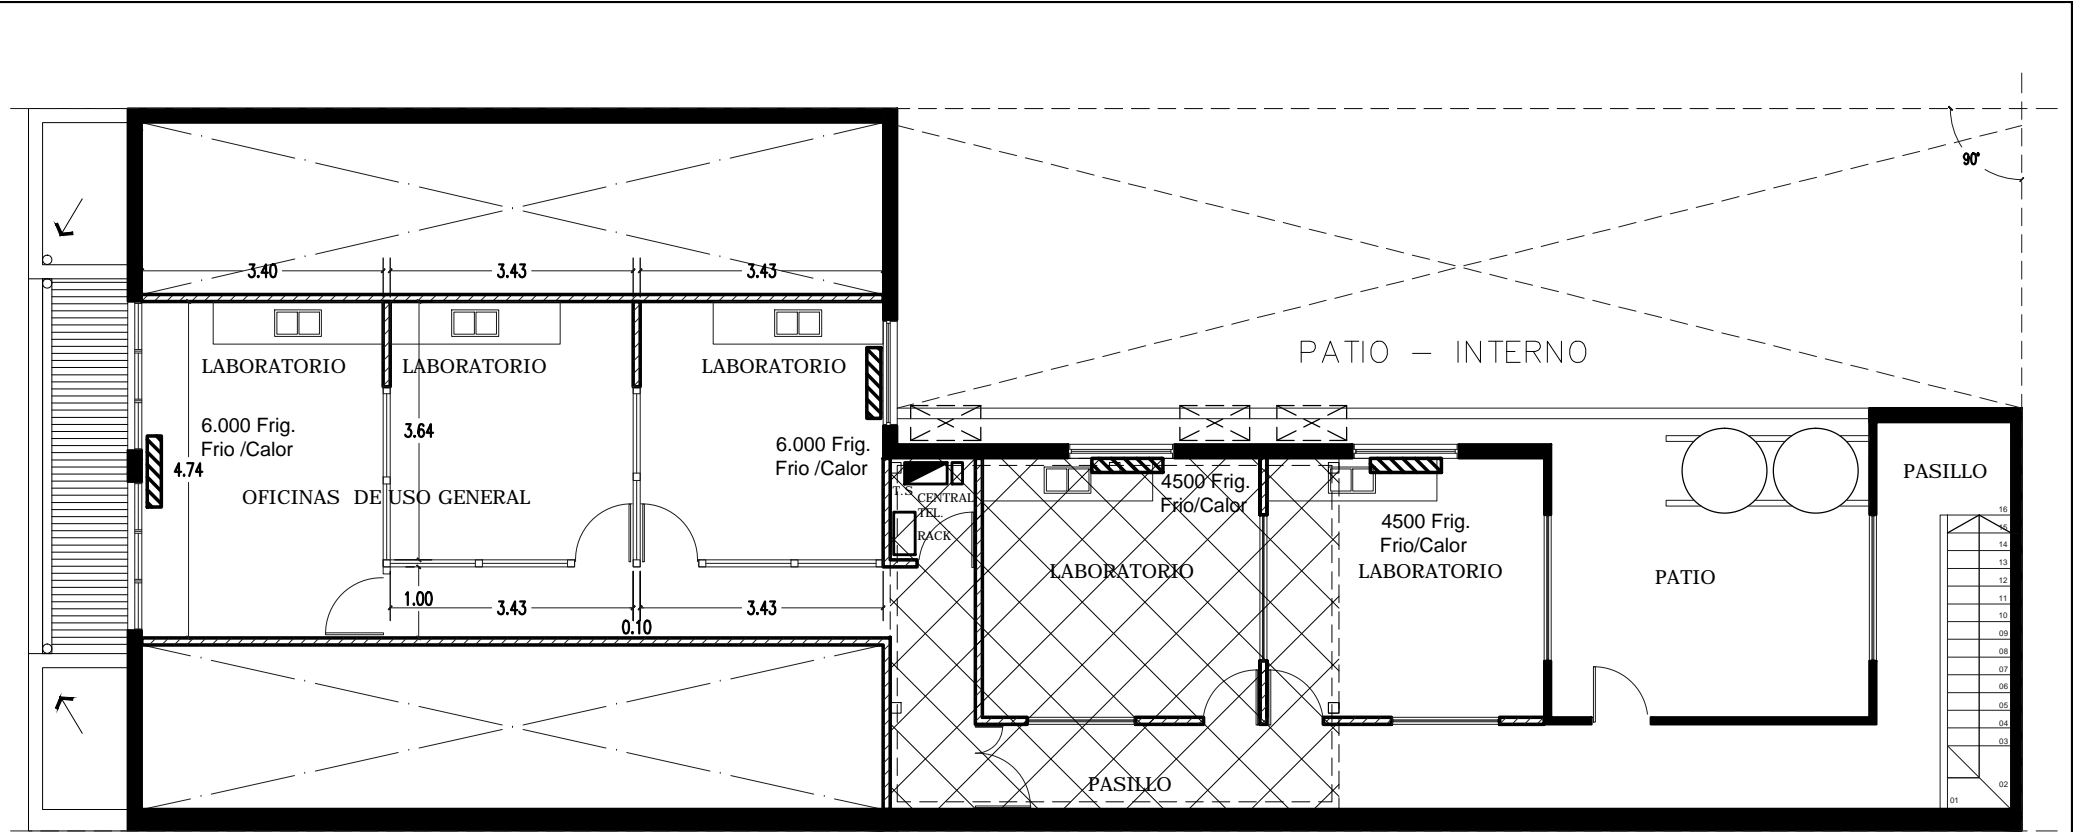 90°
3.40
3.43
3.43
PATIO - INTERNO
LABORATORIO
LABORATORIO
LABORATORIO
6.000 Frig.
Frio /Calor
3.64
6.000 Frig.
Frio /Calor
4.74
OFICINAS DE USO GENERAL
T.S
CENTRAL
TEL.
RACK
4500 Frig.
Frio/Calor
4500 Frig.
Frio/Calor
LABORATORIO
LABORATORIO
PATIO
PASILLO
1.00
3.43
3.43
0.10
PASILLO
16
15
14
13
12
11
10
09
08
07
06
05
04
03
02
01